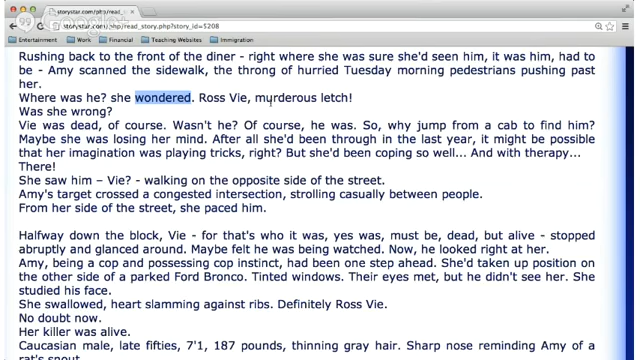 storystar.com/php/read_
storystar.com/php/read_story.php?story_id=5208
Entertainment Work Financial Teaching Websites Immigration
Rushing back to the front of the diner - right where she was sure she'd seen him, it was him, had to
be - Amy scanned the sidewalk, the throng of hurried Tuesday morning pedestrians pushing past
her.
Where was he? she wondered. Ross Vie, murderous letch!
Was she wrong?
Vie was dead, of course. Wasn't he? Of course, he was. So, why jump from a cab to find him?
Maybe she was losing her mind. After all she'd been through in the last year, it might be possible
that her imagination was playing tricks, right? But she'd been coping so well... And with therapy...
There!
She saw him – Vie? - walking on the opposite side of the street.
Amy's target crossed a congested intersection, strolling casually between people.
From her side of the street, she paced him.
Halfway down the block, Vie - for that's who it was, yes was, must be, dead, but alive - stopped
abruptly and glanced around. Maybe felt he was being watched. Now, he looked right at her.
Amy, being a cop and possessing cop instinct, had been one step ahead. She'd taken up position on
the other side of a parked Ford Bronco. Tinted windows. Their eyes met, but he didn't see her. She
studied his face.
She swallowed, heart slamming against ribs. Definitely Ross Vie.
No doubt now.
Her killer was alive.
Caucasian male, late fifties, 7'1, 187 pounds, thinning gray hair. Sharp nose reminding Amy of a
rat's snout.